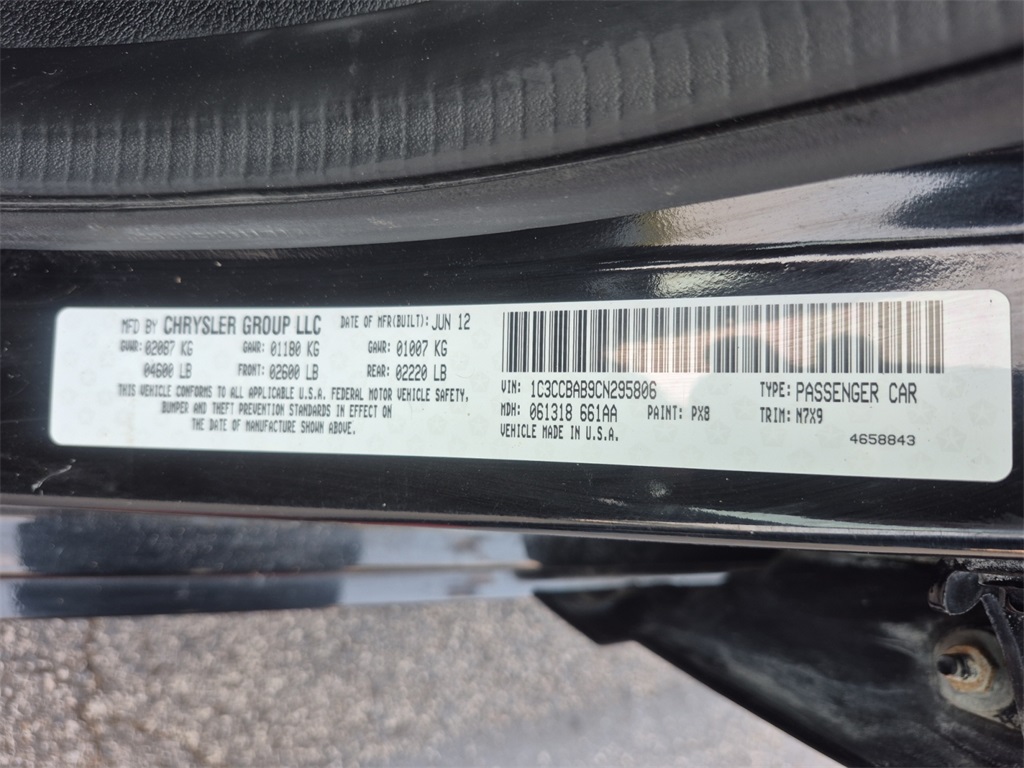 MFD BY CHRYSLER GROUP LLC DATE OF MFR(BUILT): JUN 12
GVWR: 02087 KG GAWR: 01180 KG GAWR: 01007 KG
04600 LB FRONT: 02600 LB REAR: 02220 LB
THIS VEHICLE CONFORMS TO ALL APPLICABLE U.S.A. FEDERAL MOTOR VEHICLE SAFETY,
BUMPER AND THEFT PREVENTION STANDARDS IN EFFECT ON
THE DATE OF MANUFACTURE SHOWN ABOVE.
VIN: 1C3CCBAB9CN295806 TYPE: PASSENGER CAR
MDH: 061318 661AA PAINT: PX8 TRIM: N7X9
VEHICLE MADE IN U.S.A.
4658843